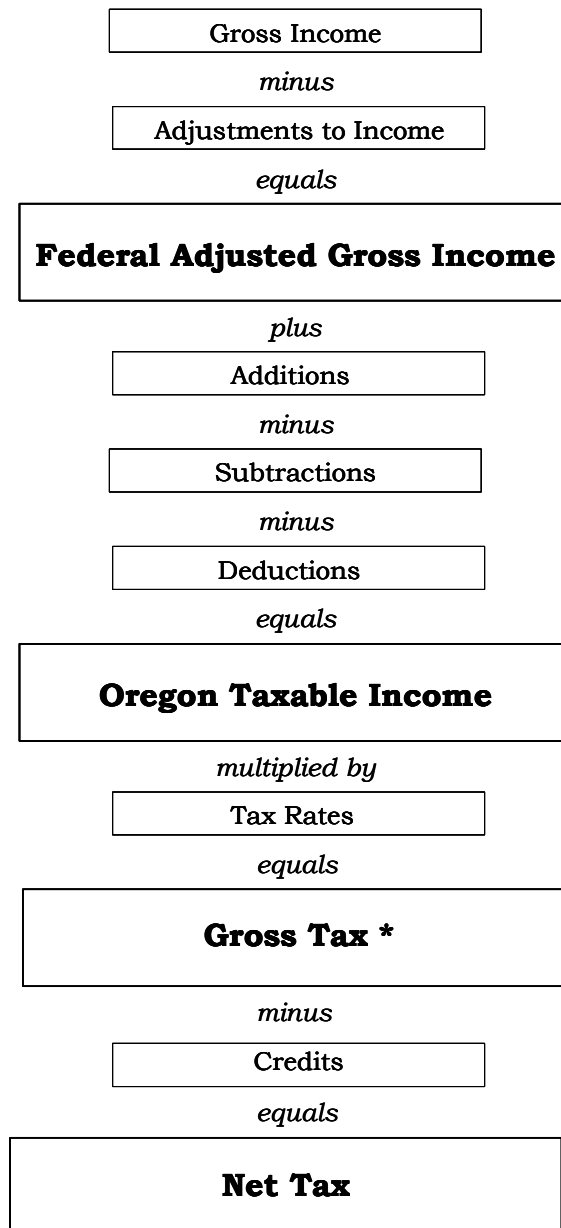 Gross Income
minus
Adjustments to Income
equals
Federal Adjusted Gross Income
plus
Additions
minus
Subtractions
minus
Deductions
equals
Oregon Taxable Income
multiplied by
Tax Rates
equals
Gross Tax *
minus
Credits
equals
Net Tax